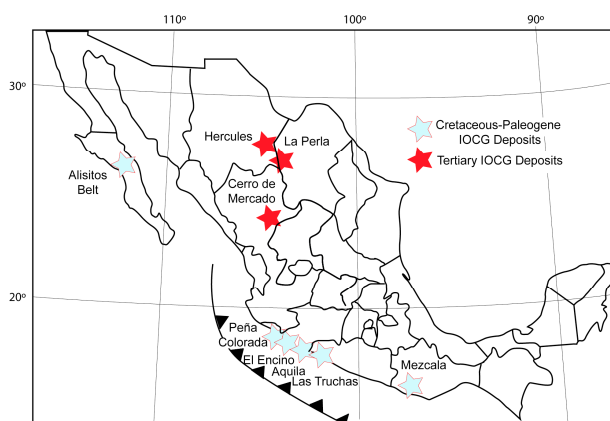 110º
100º
90º
30º
Hercules
La Perla
Cretaceous-Paleogene
IOCG Deposits
Tertiary IOCG Deposits
Alisitos
Belt
Cerro de
Mercado
20º
Peña
Colorada
El Encino
Aquila
Las Truchas
Mezcala